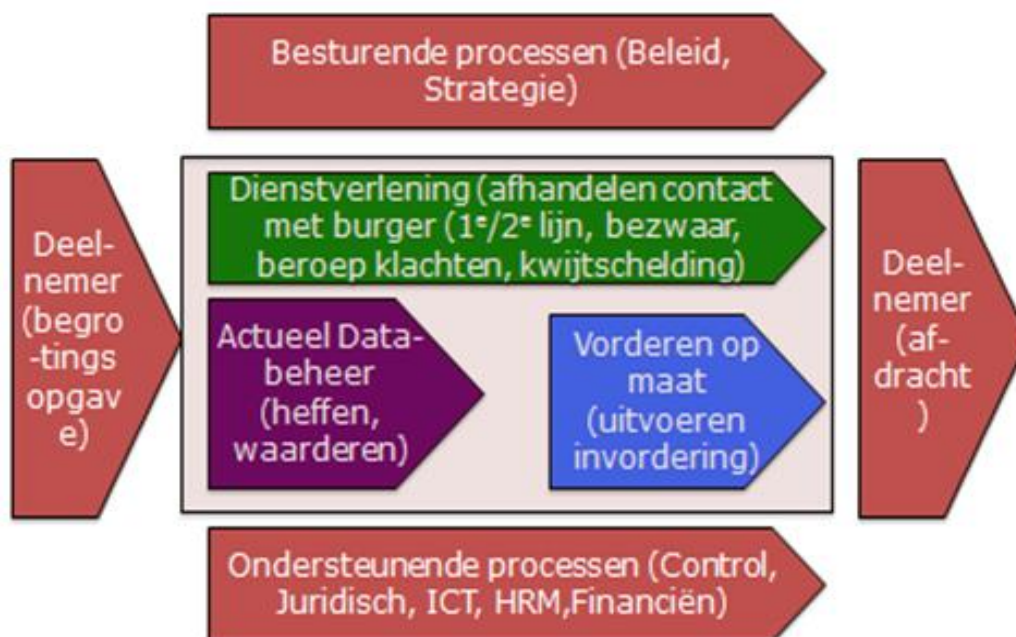 Besturende processen (Beleid,
Strategie)
Deel-
nemer
(begro
-tings
opgav
e)
Dienstverlening (afhandelen contact
met burger (1ᵉ/2ᵉ lijn, bezwaar,
beroep klachten, kwijtschelding)
Actueel Data-
beheer
(heffen,
waarderen)
Vorderen op
maat
(uitvoeren
invordering)
Deel-
nemer
(af-
dracht
)
Ondersteunende processen (Control,
Juridisch, ICT, HRM,Financiën)